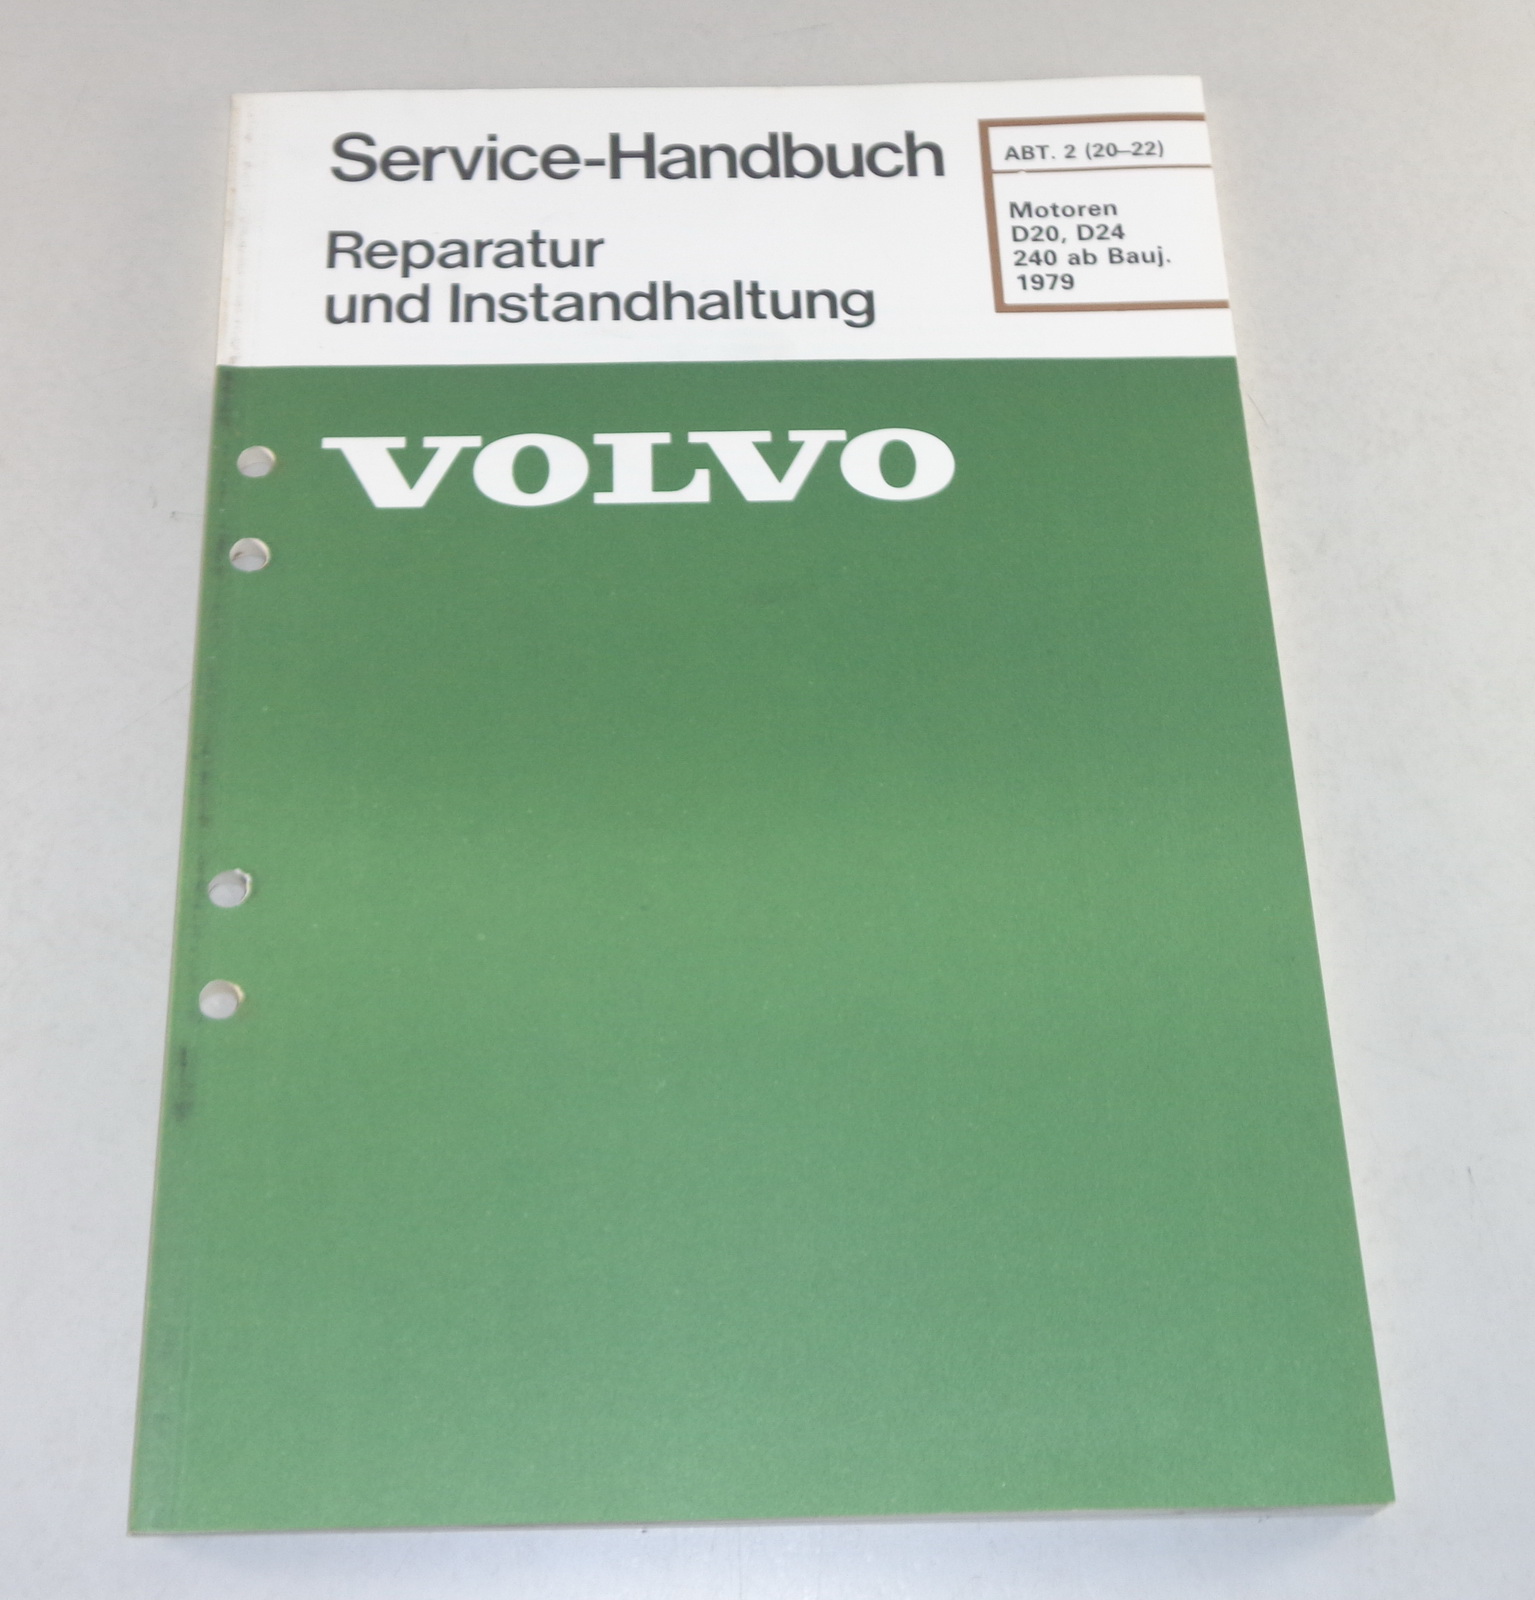 Service-Handbuch
Reparatur
und Instandhaltung
ABT. 2 (20–22)
Motoren
D20, D24
240 ab Bauj.
1979
VOLVO